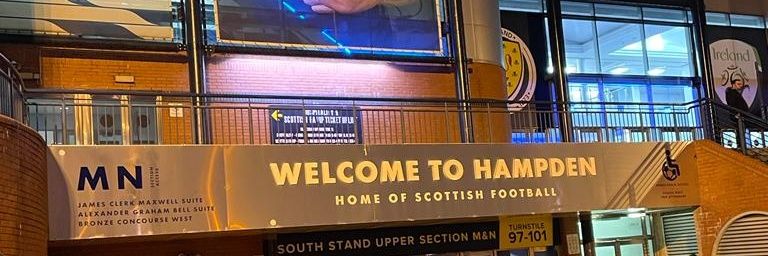 Ireland
WELCOME TO HAMPDEN
HOME OF SCOTTISH FOOTBALL
MN
SECTION
ACCESS
JAMES CLERK MAXWELL SUITE
ALEXANDER GRAHAM BELL SUITE
BRONZE CONCOURSE WEST
SOUTH STAND UPPER SECTION M&N
TURNSTILE
97-101